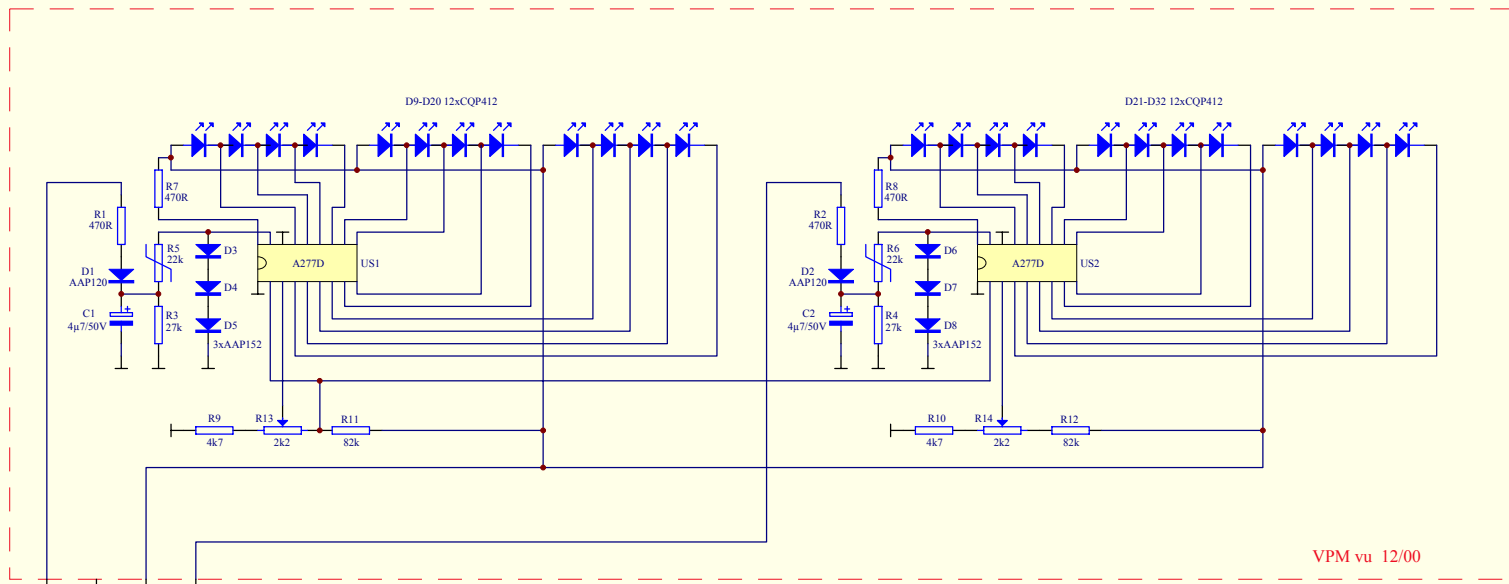 D9-D20 12xCQP412
D21-D32 12xCQP412
R7
470R
R8
470R
R1
470R
R2
470R
R5
22k
D3
A277D
US1
R6
22k
D6
A277D
US2
D1
AAP120
D2
AAP120
D4
D7
C1
4µ7/50V
R3
27k
D5
3xAAP152
C2
4µ7/50V
R4
27k
D8
3xAAP152
R9
4k7
R13
2k2
R11
82k
R10
4k7
R14
2k2
R12
82k
VPM vu 12/00